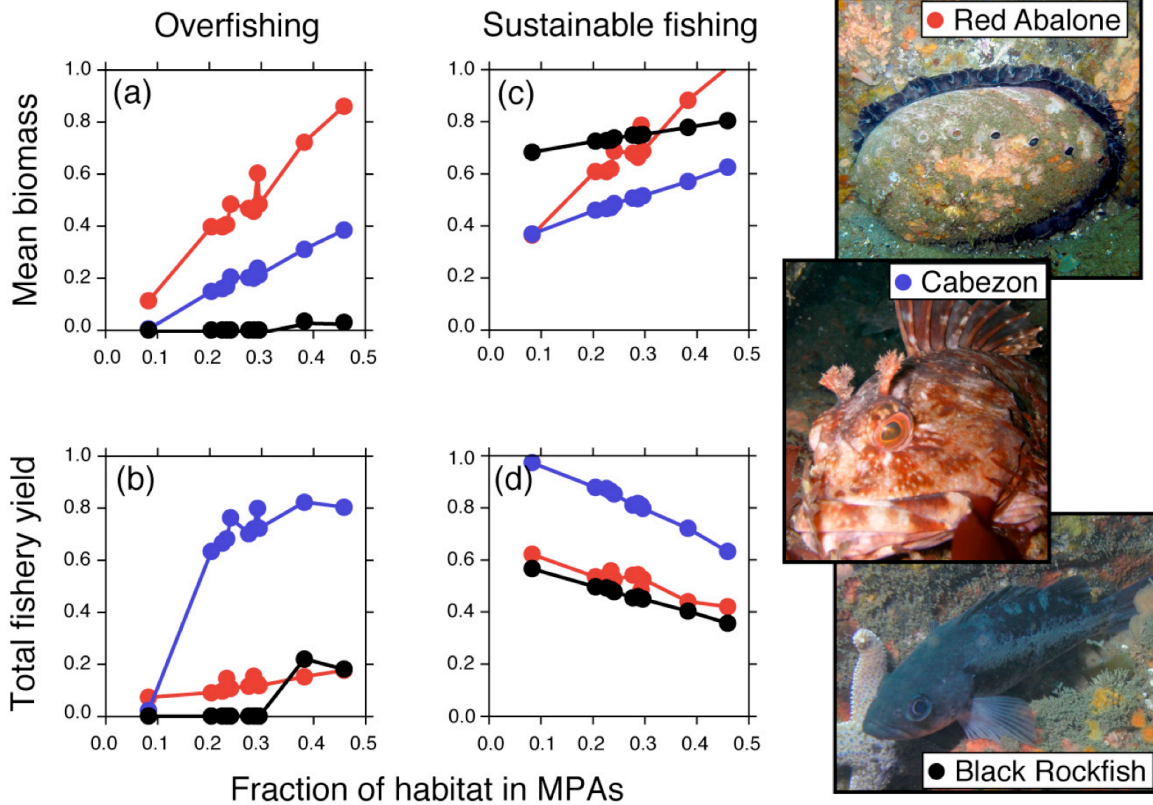 Overfishing
Sustainable fishing
Red Abalone
Mean biomass
(a)
1.0
0.8
0.6
0.4
0.2
0.0
0.0 0.1 0.2 0.3 0.4 0.5
(c)
1.0
0.8
0.6
0.4
0.2
0.0
0.0 0.1 0.2 0.3 0.4 0.5
Cabezon
Total fishery yield
(b)
1.0
0.8
0.6
0.4
0.2
0.0
0.0 0.1 0.2 0.3 0.4 0.5
(d)
1.0
0.8
0.6
0.4
0.2
0.0
0.0 0.1 0.2 0.3 0.4 0.5
Black Rockfish
Fraction of habitat in MPAs